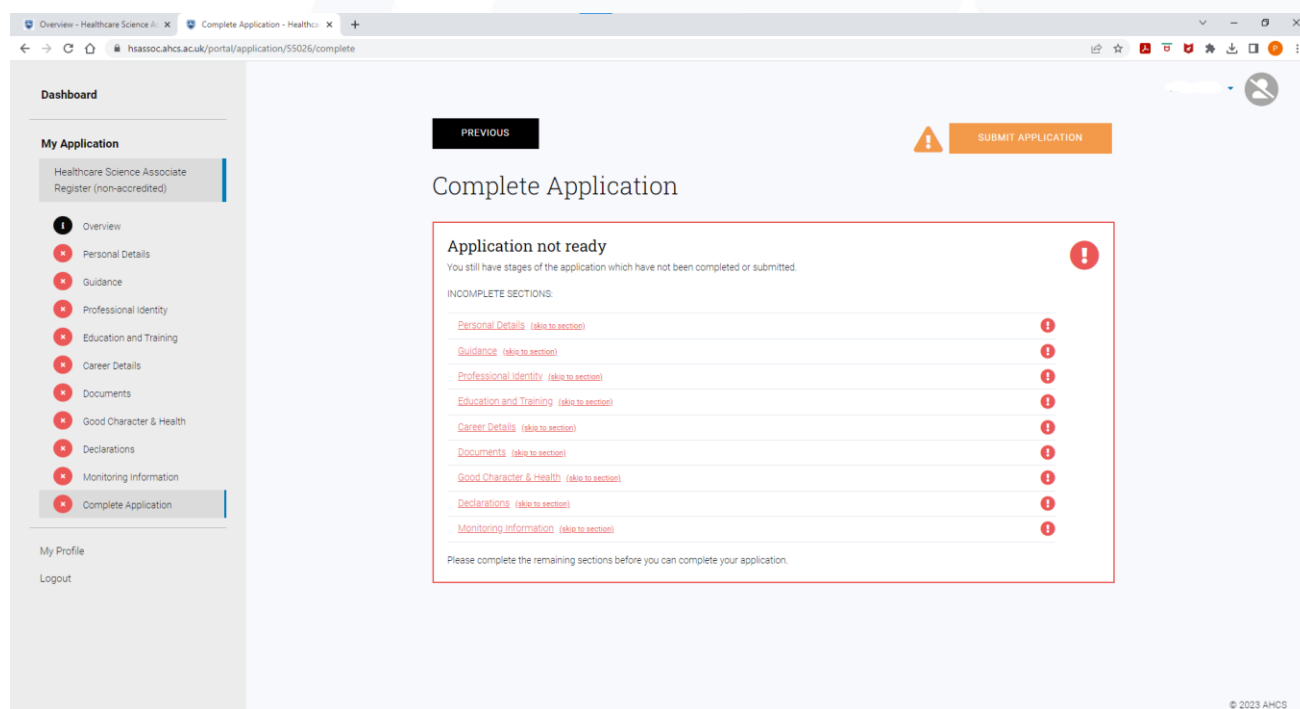 Overview - Healthcare Science A
Complete Application - Healthc
hsassoc.ahcs.ac.uk/portal/application/55026/complete
P
Dashboard
My Application
Healthcare Science Associate
Register (non-accredited)
Overview
Personal Details
Guidance
Professional Identity
Education and Training
Career Details
Documents
Good Character & Health
Declarations
Monitoring Information
Complete Application
My Profile
Logout
PREVIOUS
SUBMIT APPLICATION
Complete Application
Application not ready
You still have stages of the application which have not been completed or submitted.
INCOMPLETE SECTIONS:
Personal Details (skip to section)
Guidance (skip to section)
Professional Identity (skip to section)
Education and Training (skip to section)
Career Details (skip to section)
Documents (skip to section)
Good Character & Health (skip to section)
Declarations (skip to section)
Monitoring Information (skip to section)
Please complete the remaining sections before you can complete your application.
© 2023 AHCS